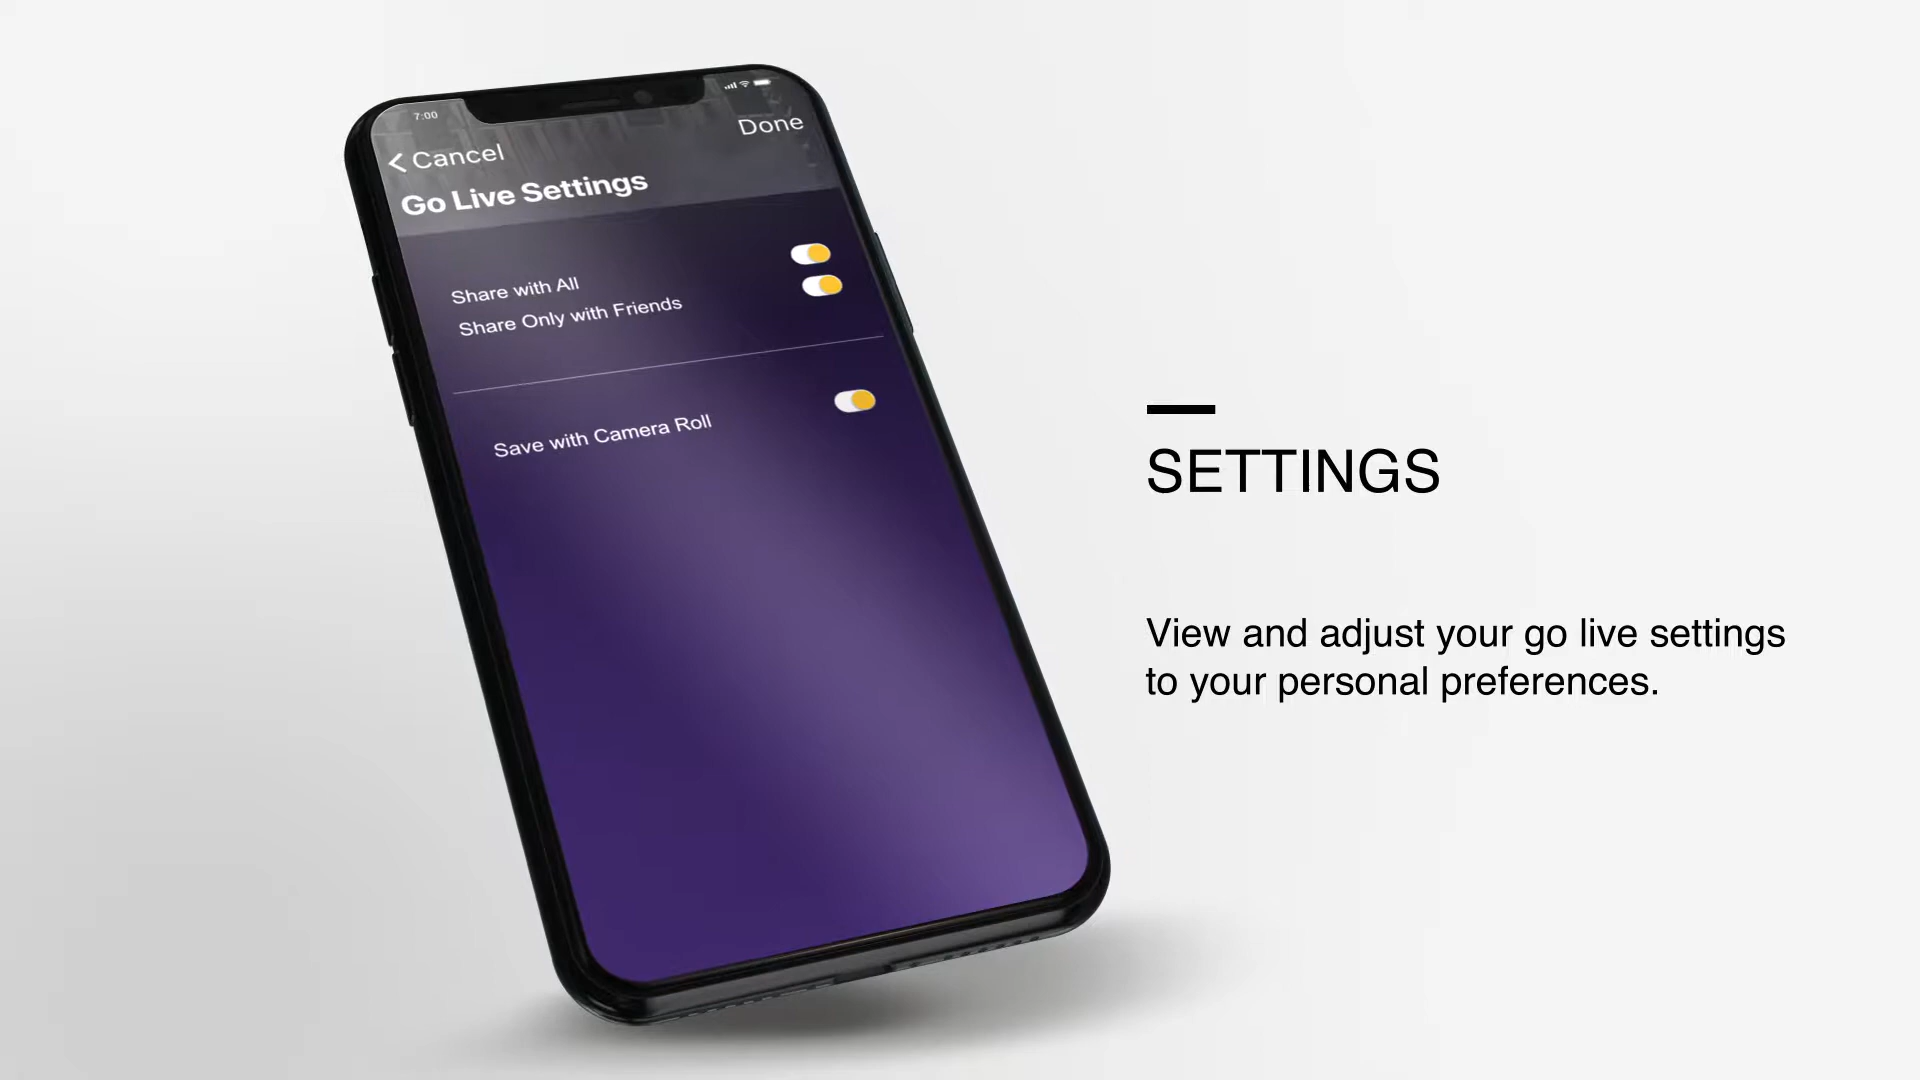 7:00
Done
Cancel
Go Live Settings
Share with All
Share Only with Friends
Save with Camera Roll
SETTINGS
View and adjust your go live settings
to your personal preferences.